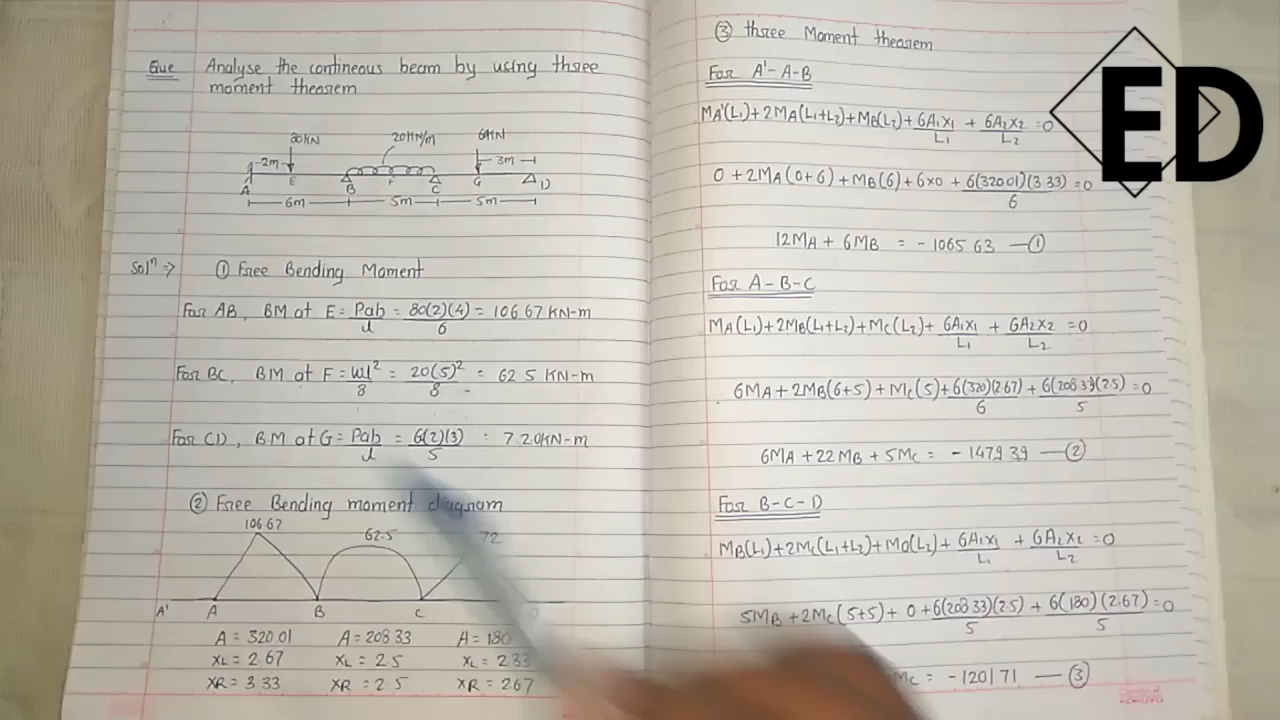 Que Analyse the contineous beam by using three
moment theorem
80KN 20KN/m 6KN
2m 3m
A E B F C G D
6m 5m 5m
Solⁿ ⇒ ① Free Bending Moment
For AB, BM at E = Pab/l = 80(2)(4)/6 = 106.67 KN-m
For BC, BM at F = wl²/8 = 20(5)²/8 = 62.5 KN-m
For CD, B.M at G = Pab/l = 6(2)(3)/5 = 7.20KN-m
② Free Bending moment diagram
106.67 62.5 72
A' A B C
A = 320.01 A = 208.33 A = 180
XL = 2.67 XL = 2.5 XL = 2.33
XR = 3.33 XR = 2.5 XR = 2.67
③ three Moment theorem
For A'-A-B
MA'(L1)+2MA(L1+L2)+MB(L2)+6A1X1/L1 + 6A2X2/L2 =0
0+2MA(0+6)+MB(6)+6×0+6(320.01)(3.33)/6 =0
12MA + 6MB = -1065.63 —①
For A-B-C
MA(L1)+2MB(L1+L2)+MC(L2)+6A1X1/L1 + 6A2X2/L2 =0
6MA+2MB(6+5)+MC(5)+6(320)(2.67)/6 + 6(208.33)(2.5)/5 =0
6MA+22MB+5MC = -1479.39 —②
For B-C-D
MB(L1)+2MC(L1+L2)+MD(L2)+6A1X1/L1 + 6A2X2/L2 =0
5MB+2MC(5+5)+0+6(208.33)(2.5)/5 + 6(180)(2.67)/5 =0
MC = -1201.71 —③
ED